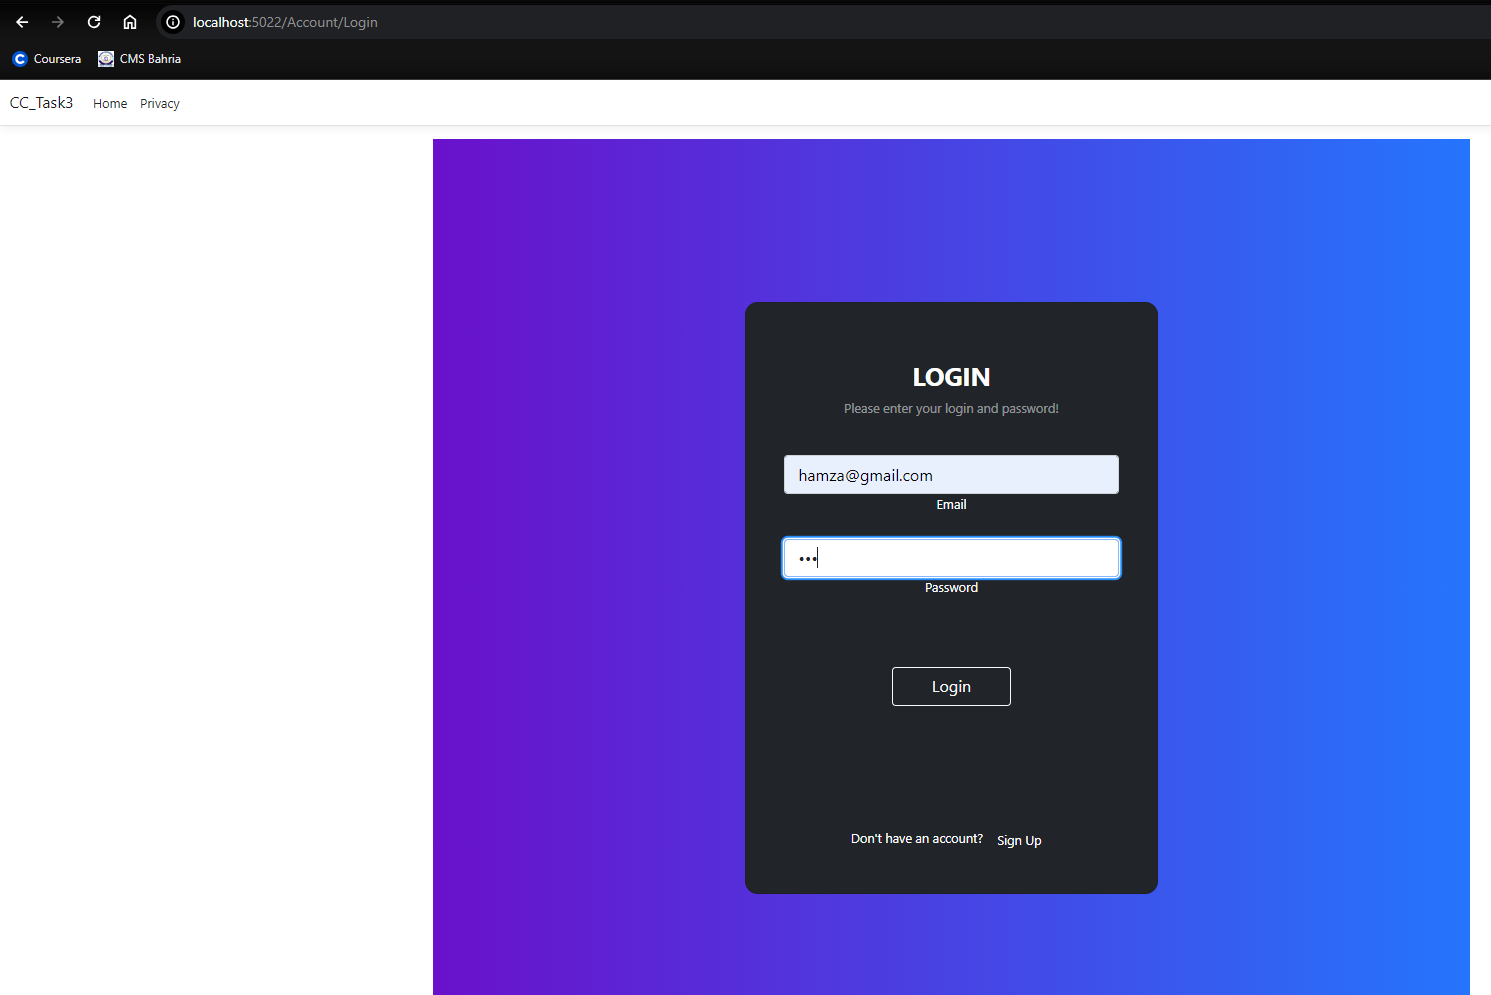 localhost:5022/Account/Login
Coursera CMS Bahria
CC_Task3 Home Privacy
LOGIN
Please enter your login and password!
hamza@gmail.com
Email
•••
Password
Login
Don't have an account? Sign Up